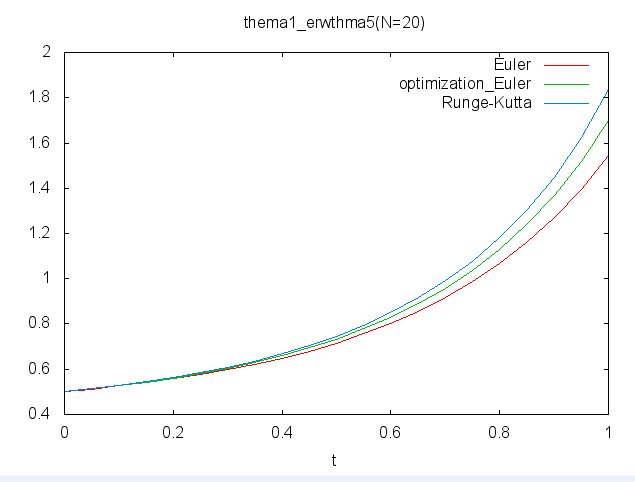 thema1_erwthma5(N=20)
2
1.8
1.6
1.4
1.2
1
0.8
0.6
0.4
Euler
optimization_Euler
Runge-Kutta
0 0.2 0.4 0.6 0.8 1
t